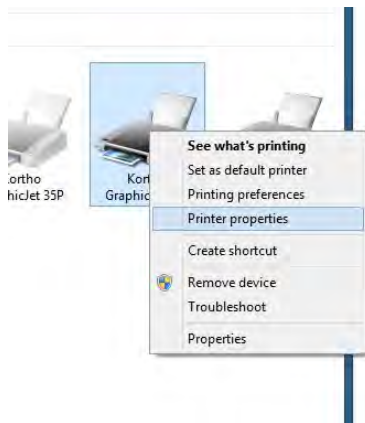 ortho
hicJet 35P
Kort
Graphic
See what's printing
Set as default printer
Printing preferences
Printer properties
Create shortcut
Remove device
Troubleshoot
Properties